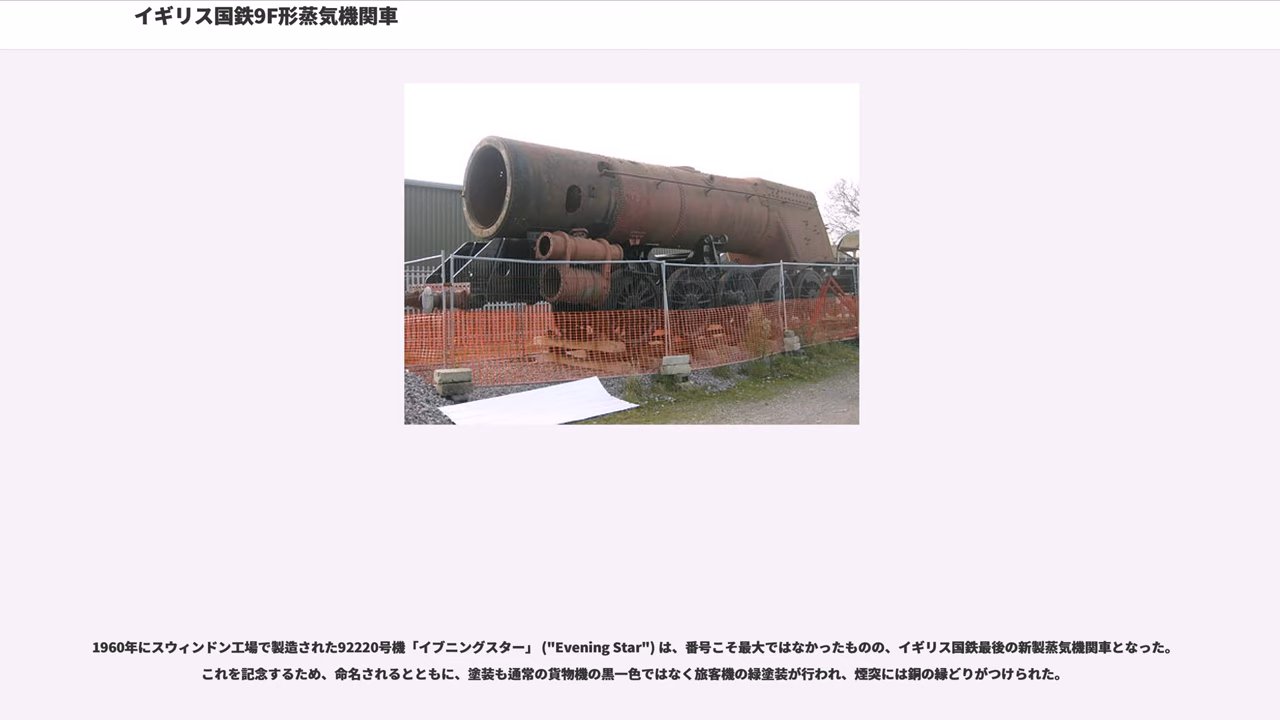 イギリス国鉄9F形蒸気機関車
1960年にスウィンドン工場で製造された92220号機「イブニングスター」 ("Evening Star") は、番号こそ最大ではなかったものの、イギリス国鉄最後の新製蒸気機関車となった。
これを記念するため、命名されるとともに、塗装も通常の貨物機の黒一色ではなく旅客機の緑塗装が行われ、煙突には銅の縁どりがつけられた。